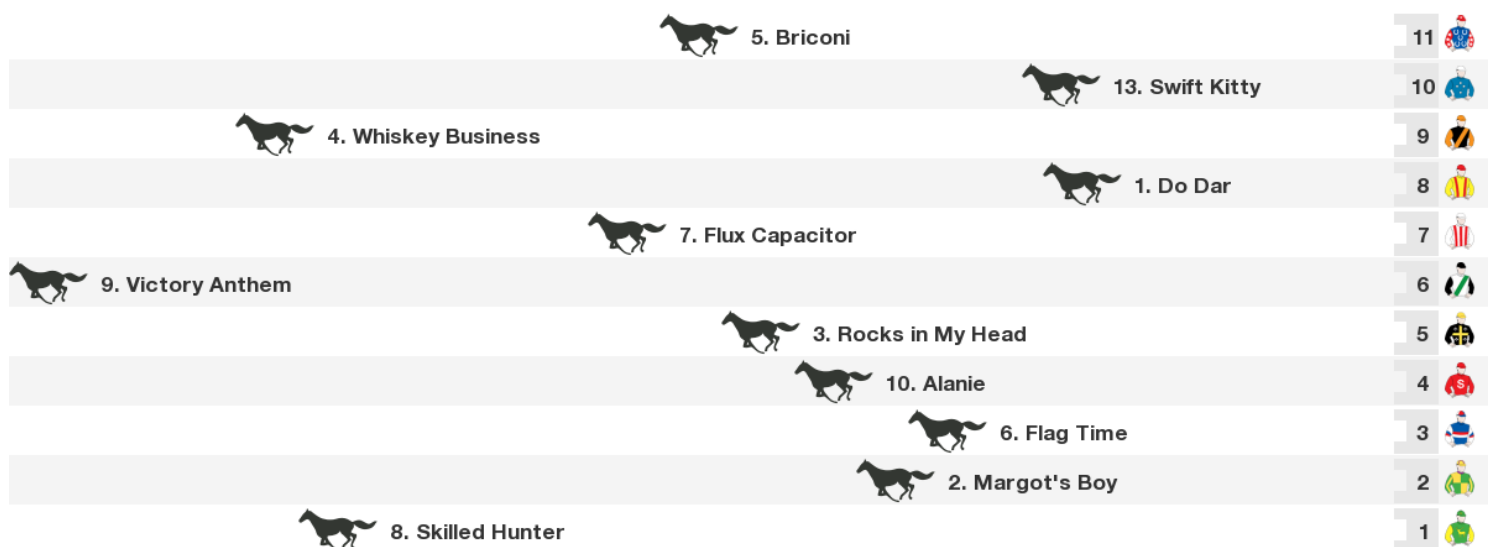 5. Briconi 11
13. Swift Kitty 10
4. Whiskey Business 9
1. Do Dar 8
7. Flux Capacitor 7
9. Victory Anthem 6
3. Rocks in My Head 5
10. Alanie 4
S
6. Flag Time 3
2. Margot's Boy 2
8. Skilled Hunter 1